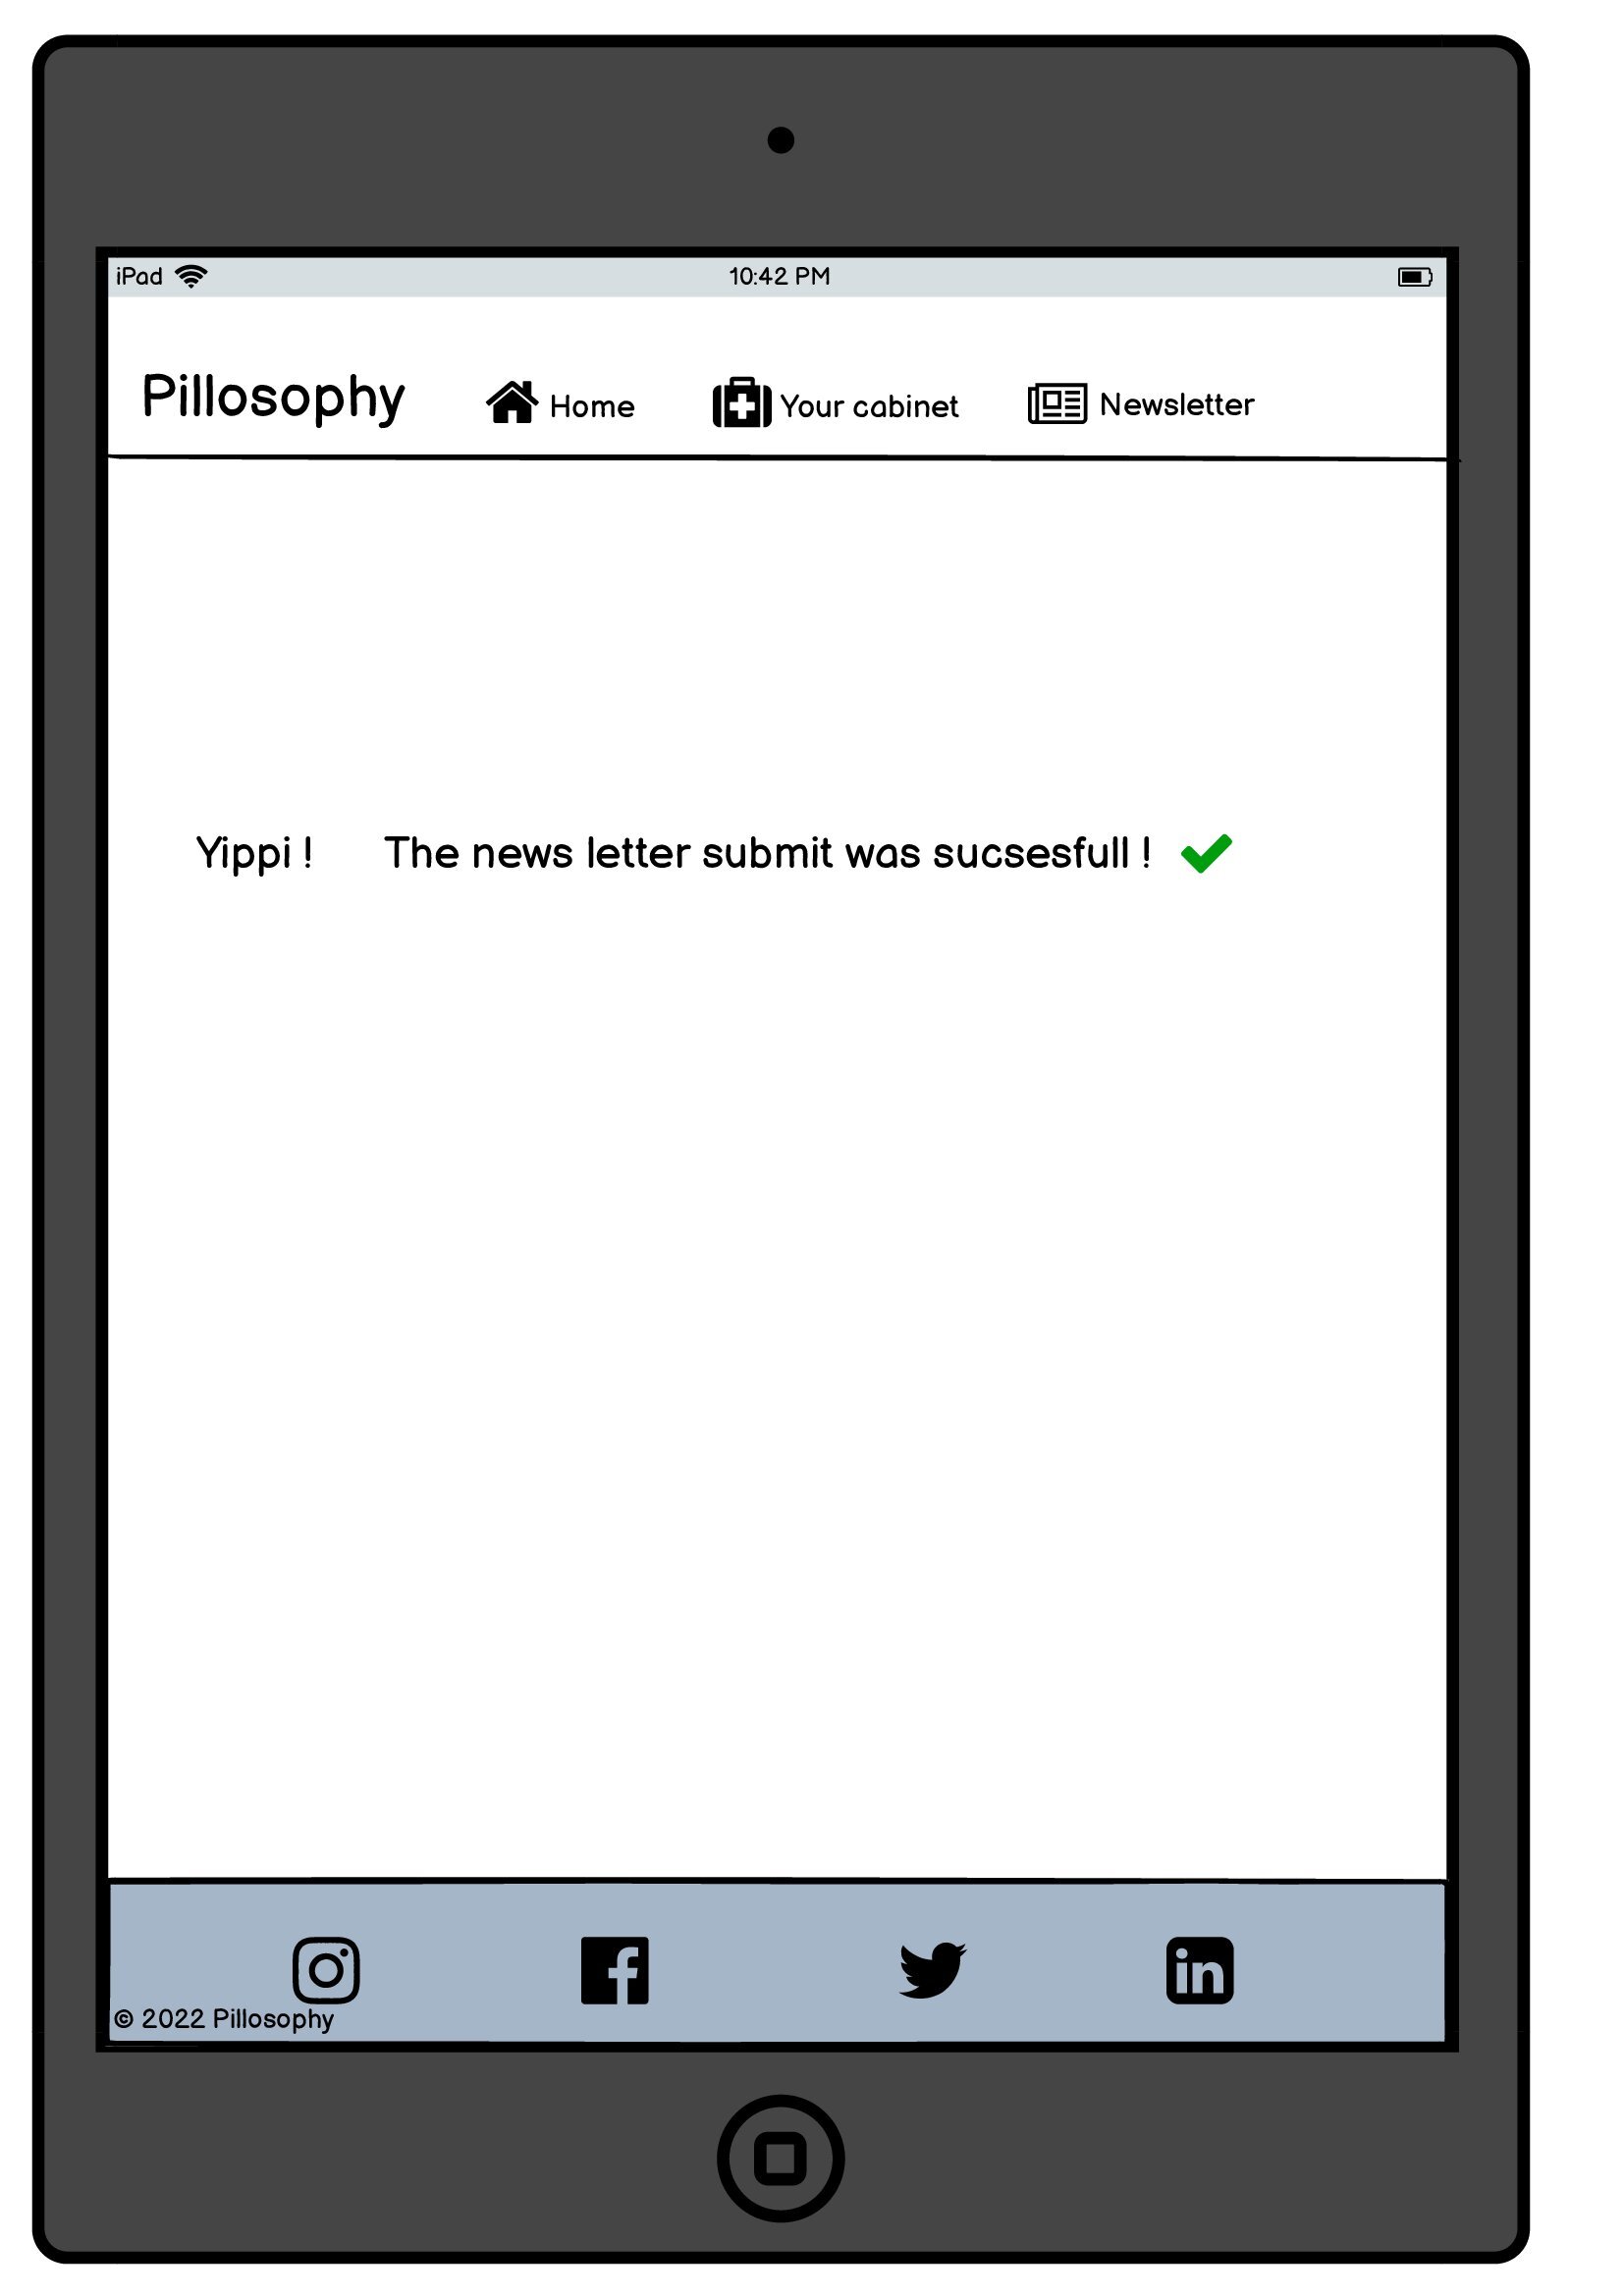 iPad 10:42 PM
Pillosophy Home Your cabinet Newsletter
Yippi ! The news letter submit was sucsesfull !
© 2022 Pillosophy